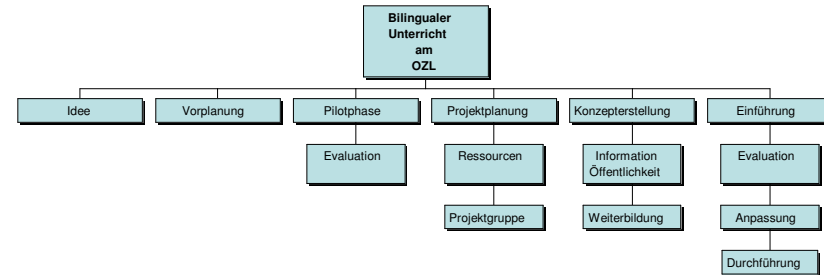 Bilingualer
Unterricht
am
OZL
Idee
Vorplanung
Pilotphase
Projektplanung
Konzepterstellung
Einführung
Evaluation
Ressourcen
Information
Öffentlichkeit
Evaluation
Projektgruppe
Weiterbildung
Anpassung
Durchführung